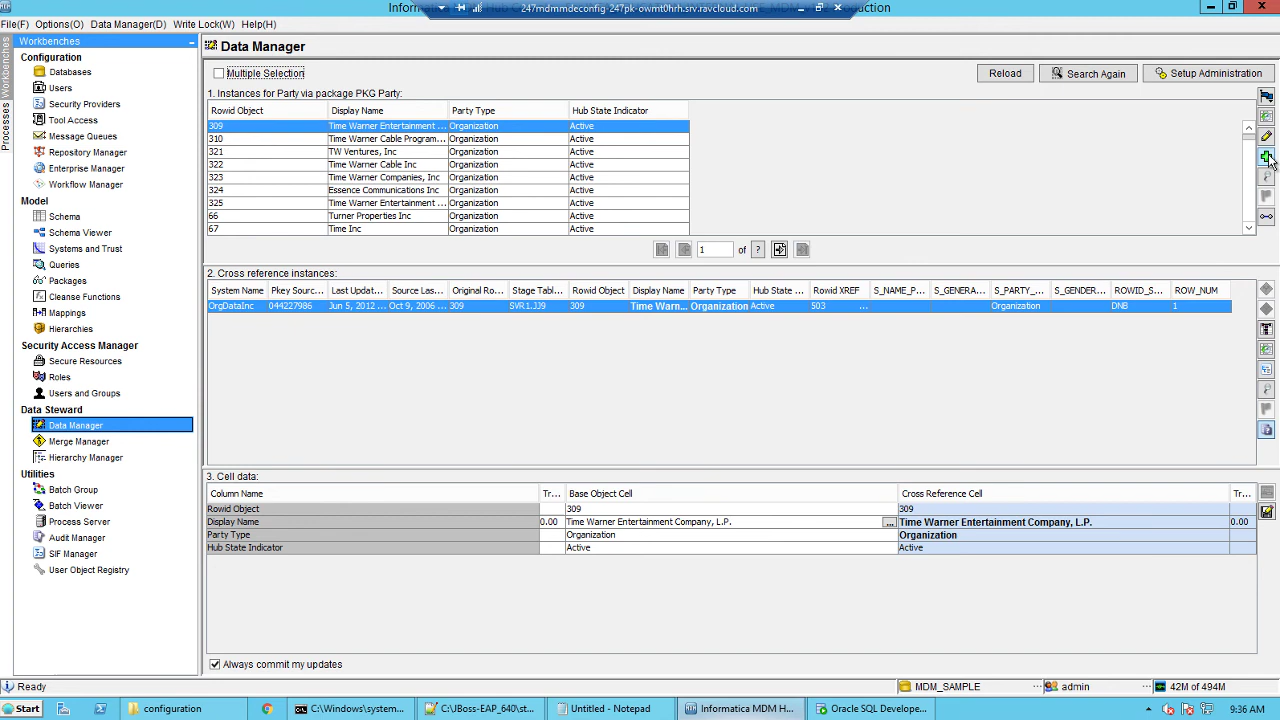 247mdmmdeconfig-247pk-owmt0hrh.srv.ravcloud.com
File(F) Options(O) Data Manager(D) Write Lock(W) Help(H)
Workbenches
Processes
Workbenches
Configuration
Databases
Users
Security Providers
Tool Access
Message Queues
Repository Manager
Enterprise Manager
Workflow Manager
Model
Schema
Schema Viewer
Systems and Trust
Queries
Packages
Cleanse Functions
Mappings
Hierarchies
Security Access Manager
Secure Resources
Roles
Users and Groups
Data Steward
Data Manager
Merge Manager
Hierarchy Manager
Utilities
Batch Group
Batch Viewer
Process Server
Audit Manager
SIF Manager
User Object Registry
Data Manager
Multiple Selection
Reload Search Again Setup Administration
1. Instances for Party via package PKG Party:
Rowid Object Display Name Party Type Hub State Indicator
309 Time Warner Entertainment ... Organization Active
310 Time Warner Cable Program... Organization Active
321 TW Ventures, Inc Organization Active
322 Time Warner Cable Inc Organization Active
323 Time Warner Companies, Inc Organization Active
324 Essence Communications Inc Organization Active
325 Time Warner Entertainment ... Organization Active
66 Turner Properties Inc Organization Active
67 Time Inc Organization Active
1 of ?
2. Cross reference instances:
System Name Pkey Sourc... Last Updat... Source Las... Original Ro... Stage Tabl... Rowid Object Display Name Party Type Hub State ... Rowid XREF S_NAME_P... S_GENERA... S_PARTY_... S_GENDER... ROWID_S... ROW_NUM
OrgDataInc 044227986 Jun 5, 2012 ... Oct 9, 2006 ... 309 SVR1.JJ9 309 Time Warn... Organization Active 503 ... Organization DNB 1
3. Cell data:
Column Name Tr... Base Object Cell Cross Reference Cell Tr...
Rowid Object 309 309
Display Name 0.00 Time Warner Entertainment Company, L.P. ... Time Warner Entertainment Company, L.P. 0.00
Party Type Organization Organization
Hub State Indicator Active Active
Always commit my updates
Ready MDM_SAMPLE admin 42M of 494M
Start configuration C:\Windows\system... C:\JBoss-EAP_640\st... Untitled - Notepad Informatica MDM H... Oracle SQL Develope... 9:36 AM